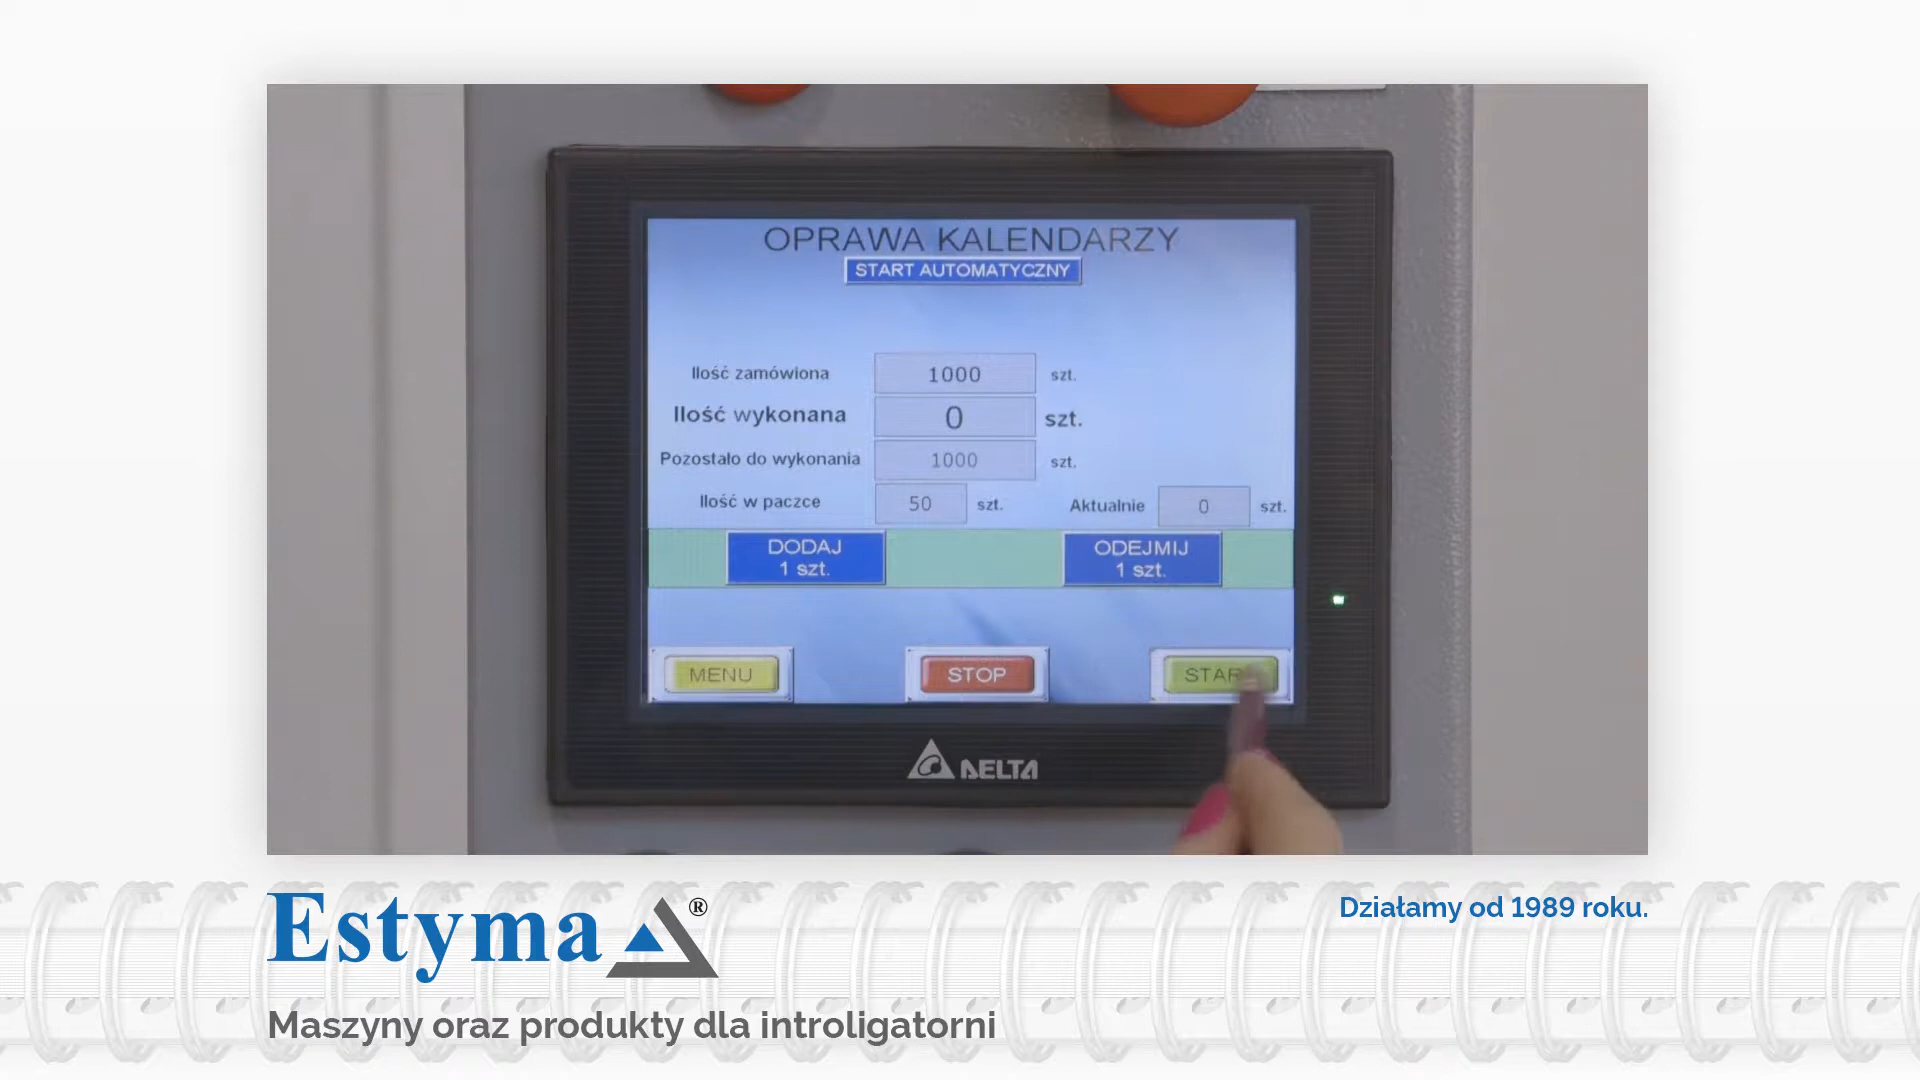 OPRAWA KALENDARZY
START AUTOMATYCZNY
Ilość zamówiona 1000 szt.
Ilość wykonana 0 szt.
Pozostało do wykonania 1000 szt.
Ilość w paczce 50 szt. Aktualnie 0 szt.
DODAJ
1 szt.
ODEJMIJ
1 szt.
MENU STOP START
DELTA
Estyma ®
Działamy od 1989 roku.
Maszyny oraz produkty dla introligatorni